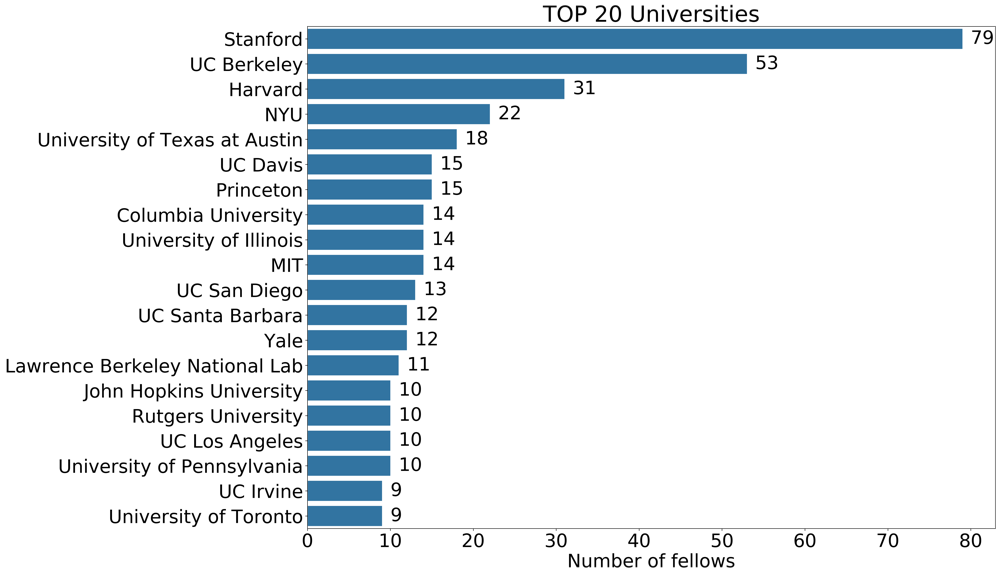 TOP 20 Universities
Stanford 79
UC Berkeley 53
Harvard 31
NYU 22
University of Texas at Austin 18
UC Davis 15
Princeton 15
Columbia University 14
University of Illinois 14
MIT 14
UC San Diego 13
UC Santa Barbara 12
Yale 12
Lawrence Berkeley National Lab 11
John Hopkins University 10
Rutgers University 10
UC Los Angeles 10
University of Pennsylvania 10
UC Irvine 9
University of Toronto 9
0 10 20 30 40 50 60 70 80
Number of fellows